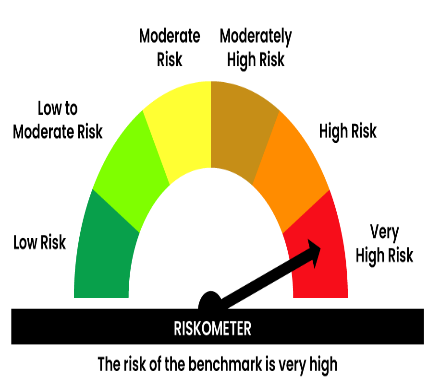 Moderate
Risk
Moderately
High Risk
Low to
Moderate Risk
High Risk
Low Risk
Very
High Risk
RISKOMETER
The risk of the benchmark is very high